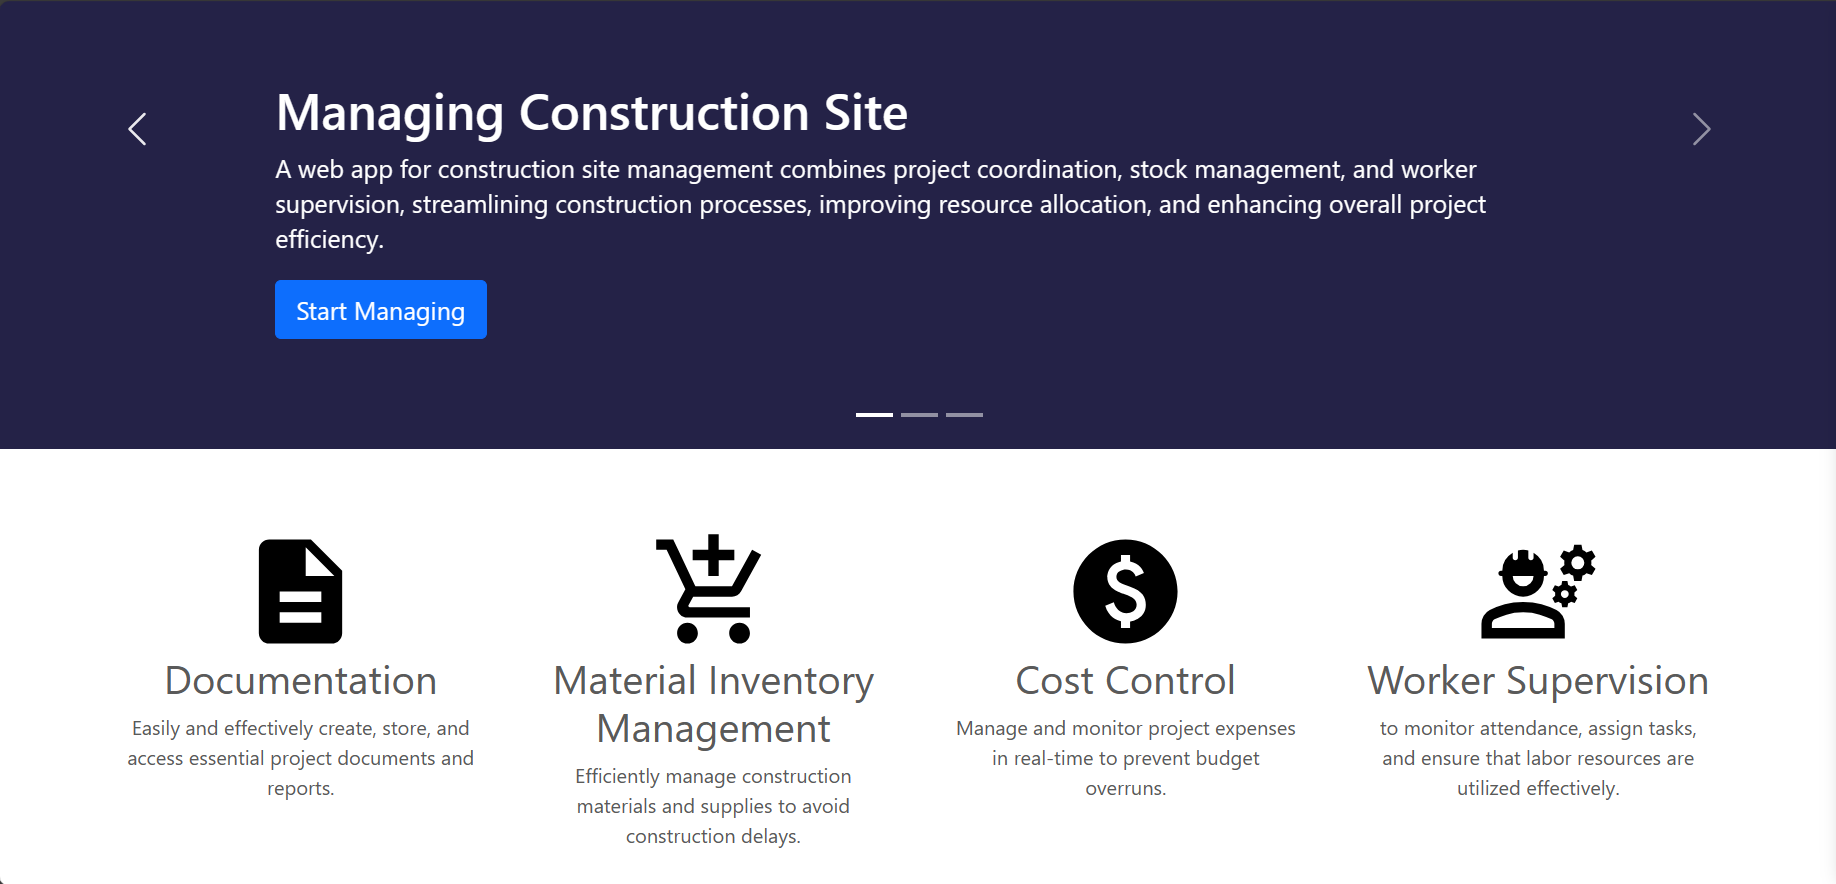 Managing Construction Site
A web app for construction site management combines project coordination, stock management, and worker
supervision, streamlining construction processes, improving resource allocation, and enhancing overall project
efficiency.
Start Managing
Documentation
Easily and effectively create, store, and
access essential project documents and
reports.
Material Inventory
Management
Efficiently manage construction
materials and supplies to avoid
construction delays.
Cost Control
Manage and monitor project expenses
in real-time to prevent budget
overruns.
Worker Supervision
to monitor attendance, assign tasks,
and ensure that labor resources are
utilized effectively.